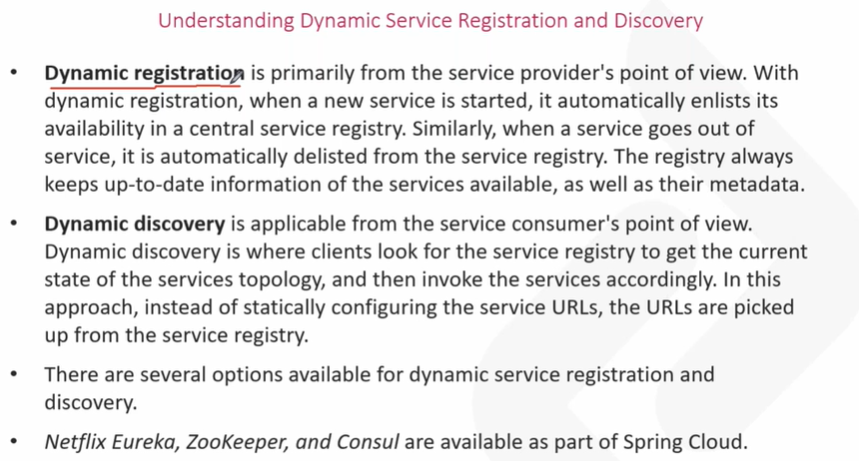 Understanding Dynamic Service Registration and Discovery
• Dynamic registration is primarily from the service provider's point of view. With
dynamic registration, when a new service is started, it automatically enlists its
availability in a central service registry. Similarly, when a service goes out of
service, it is automatically delisted from the service registry. The registry always
keeps up-to-date information of the services available, as well as their metadata.
• Dynamic discovery is applicable from the service consumer's point of view.
Dynamic discovery is where clients look for the service registry to get the current
state of the services topology, and then invoke the services accordingly. In this
approach, instead of statically configuring the service URLs, the URLs are picked
up from the service registry.
• There are several options available for dynamic service registration and
discovery.
• Netflix Eureka, ZooKeeper, and Consul are available as part of Spring Cloud.